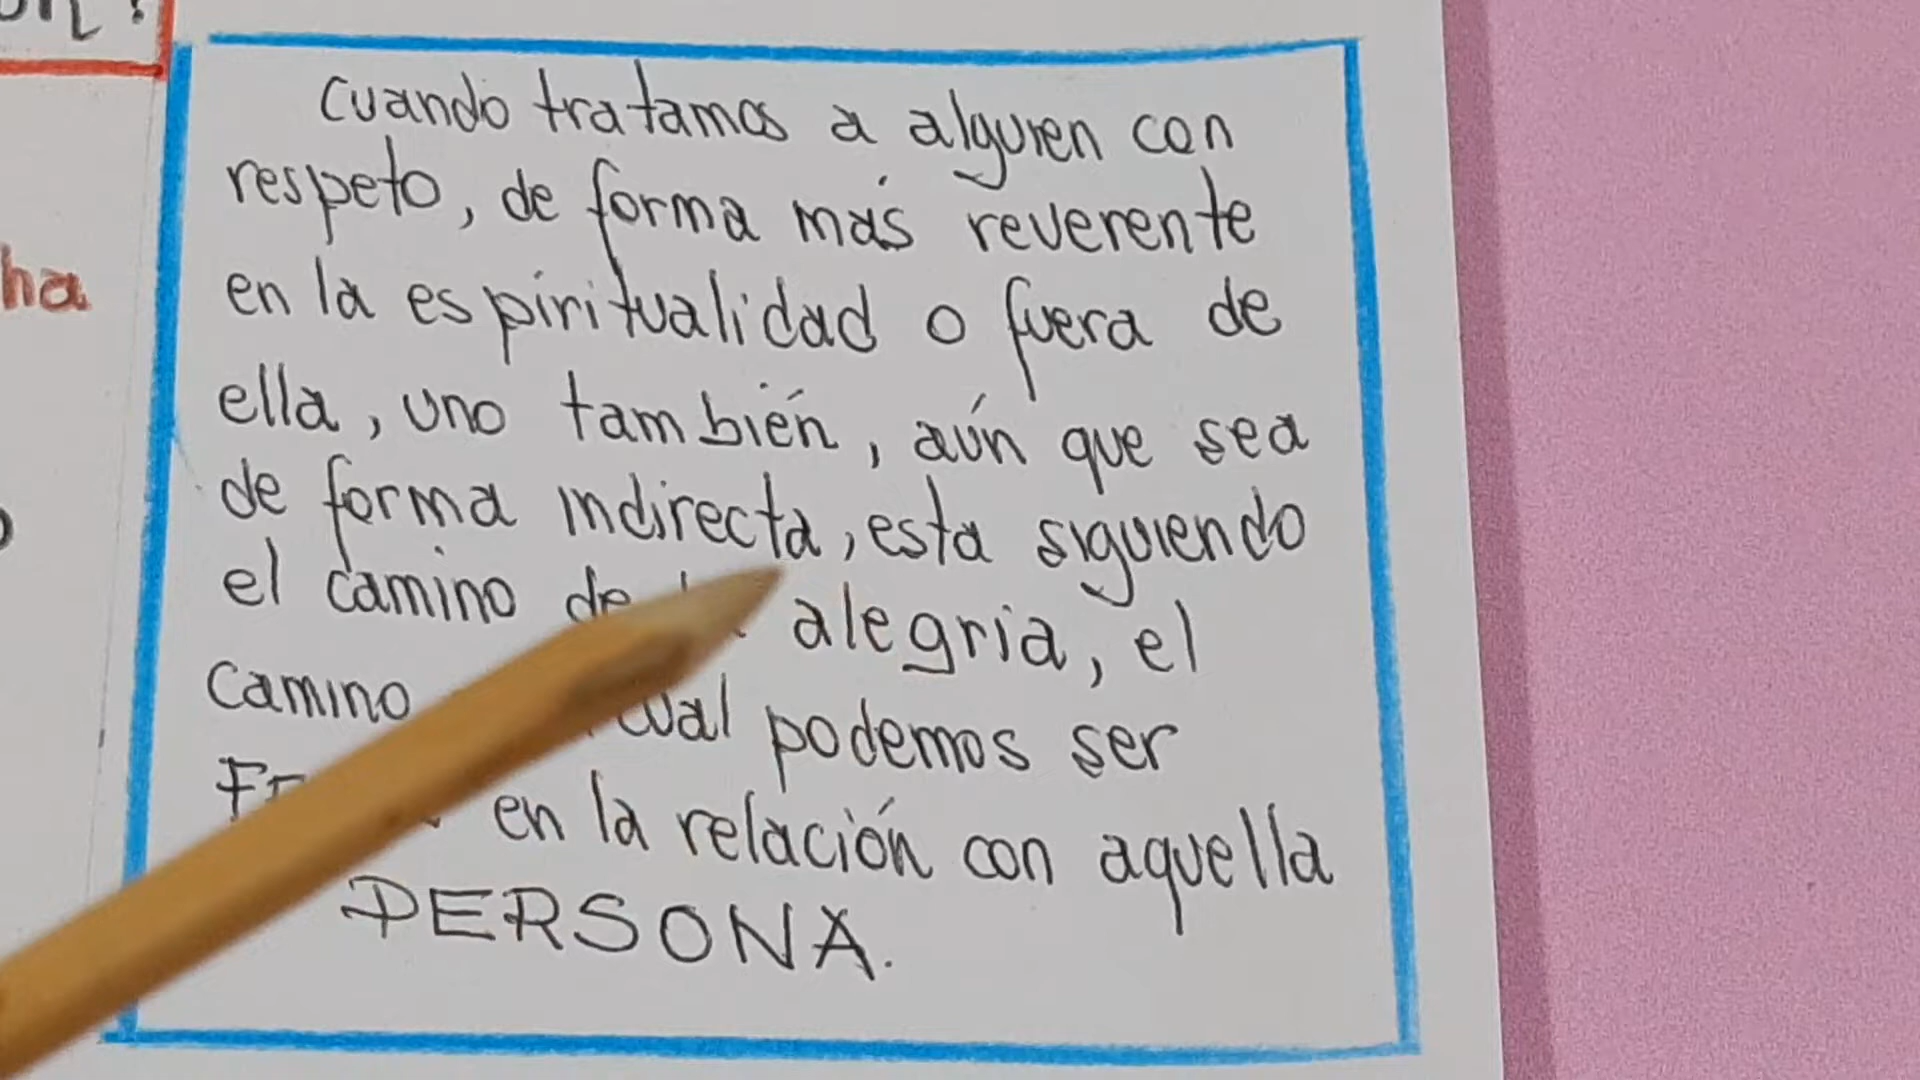 Cuando tratamos a alguien con
respeto, de forma más reverente
en la espiritualidad o fuera de
ella, uno también, aún que sea
de forma indirecta, esta siguiendo
el camino de alegria, el
camino podemos ser
en la relación con aquella
PERSONA.
ha